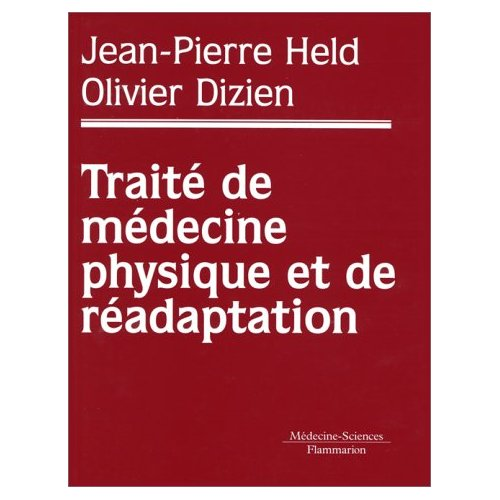 Jean-Pierre Held
Olivier Dizien
Traité de
médecine
physique et de
réadaptation
Médecine-Sciences
Flammarion